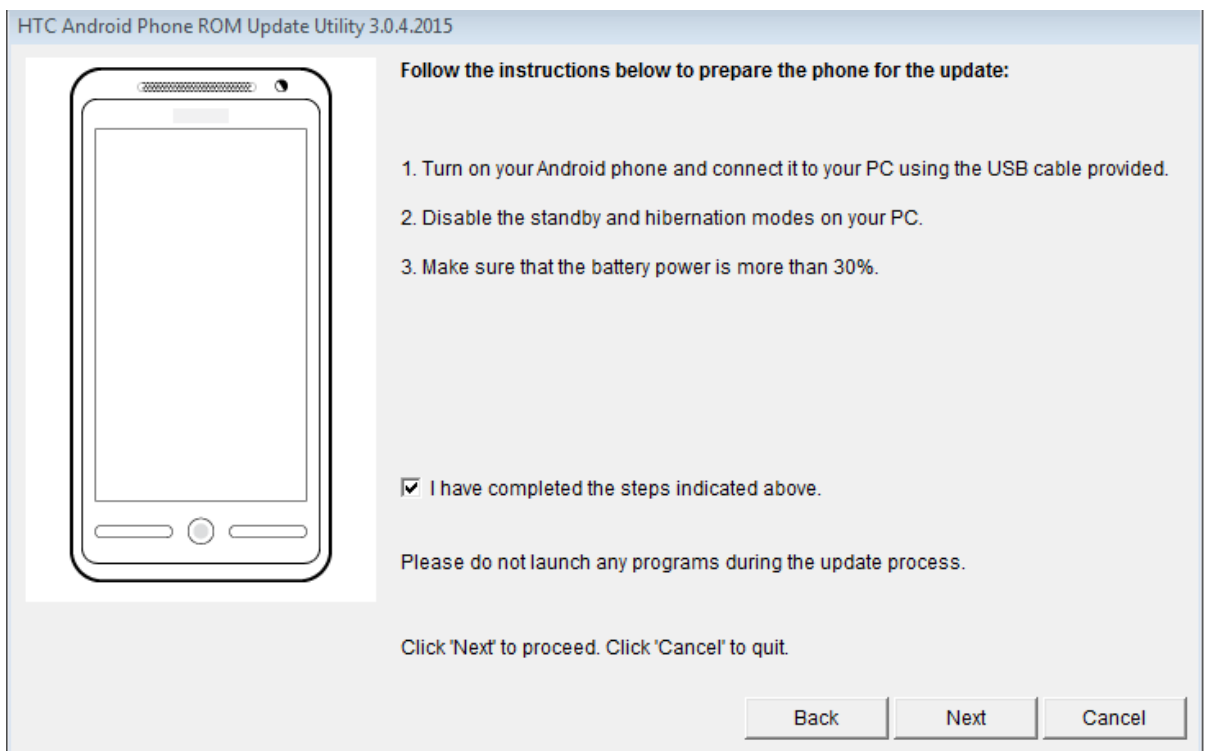 HTC Android Phone ROM Update Utility 3.0.4.2015
Follow the instructions below to prepare the phone for the update:
1. Turn on your Android phone and connect it to your PC using the USB cable provided.
2. Disable the standby and hibernation modes on your PC.
3. Make sure that the battery power is more than 30%.
I have completed the steps indicated above.
Please do not launch any programs during the update process.
Click 'Next' to proceed. Click 'Cancel' to quit.
Back Next Cancel